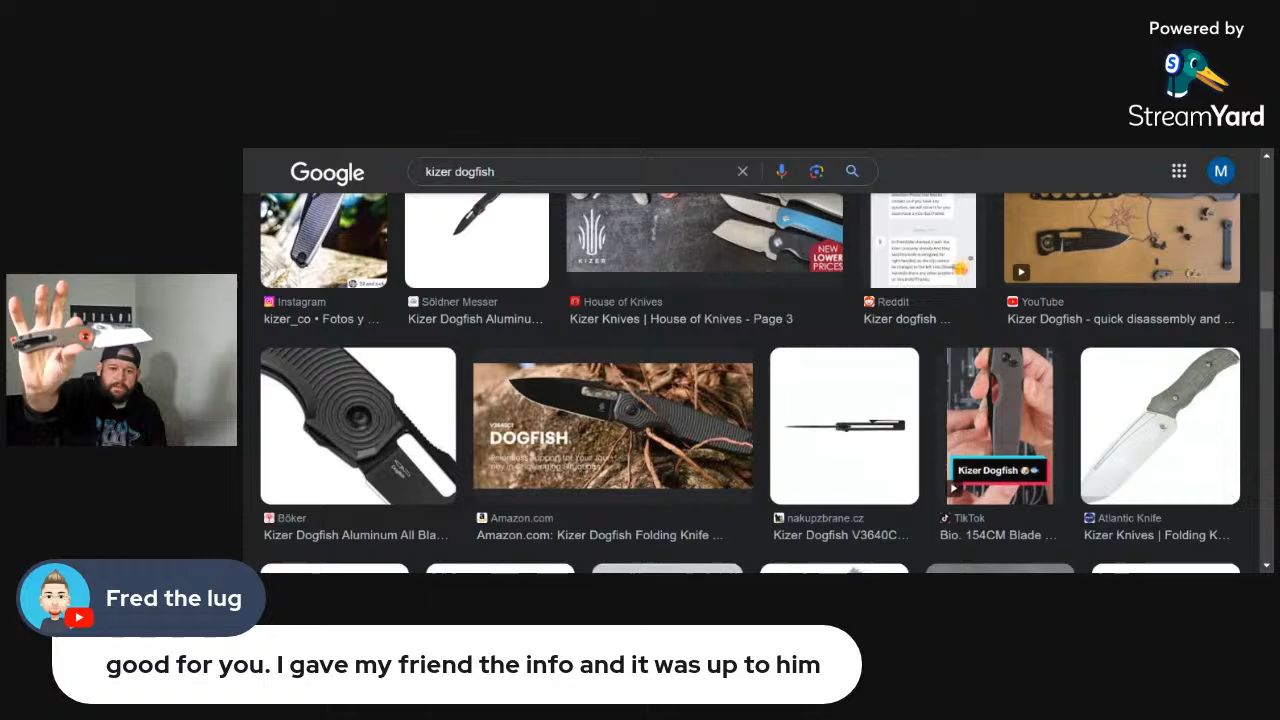 Powered by
StreamYard
Google
kizer dogfish
M
KIZER
NEW
LOWER
PRICES
Instagram
Söldner Messer
House of Knives
Reddit
YouTube
kizer_co • Fotos y ...
Kizer Dogfish Aluminu...
Kizer Knives | House of Knives - Page 3
Kizer dogfish ...
Kizer Dogfish - quick disassembly and ...
DOGFISH
Kizer Dogfish
Böker
Amazon.com
nakupzbrane.cz
TikTok
Atlantic Knife
Kizer Dogfish Aluminum All Bla...
Amazon.com: Kizer Dogfish Folding Knife ...
Kizer Dogfish V3640C...
Bio. 154CM Blade ...
Kizer Knives | Folding K...
Fred the lug
good for you. I gave my friend the info and it was up to him